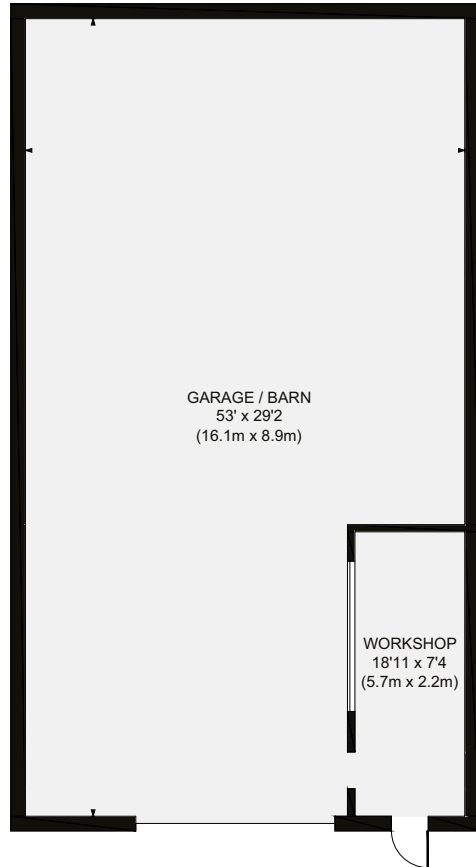 GARAGE / BARN
53' x 29'2
(16.1m x 8.9m)
WORKSHOP
18'11 x 7'4
(5.7m x 2.2m)